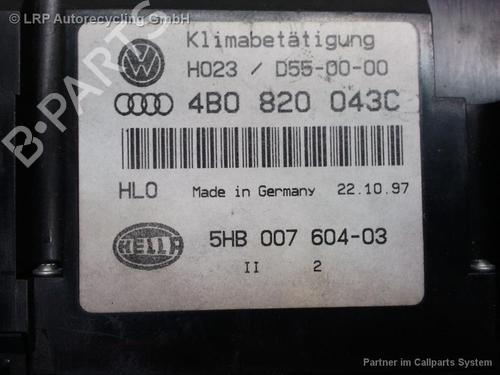 © LRP Autorecycling GmbH
Klimabetätigung
H023 / D55-00-00
4B0 820 043C
HLO Made in Germany 22.10.97
HELLA 5HB 007 604-03
II 2
Partner im Callparts System